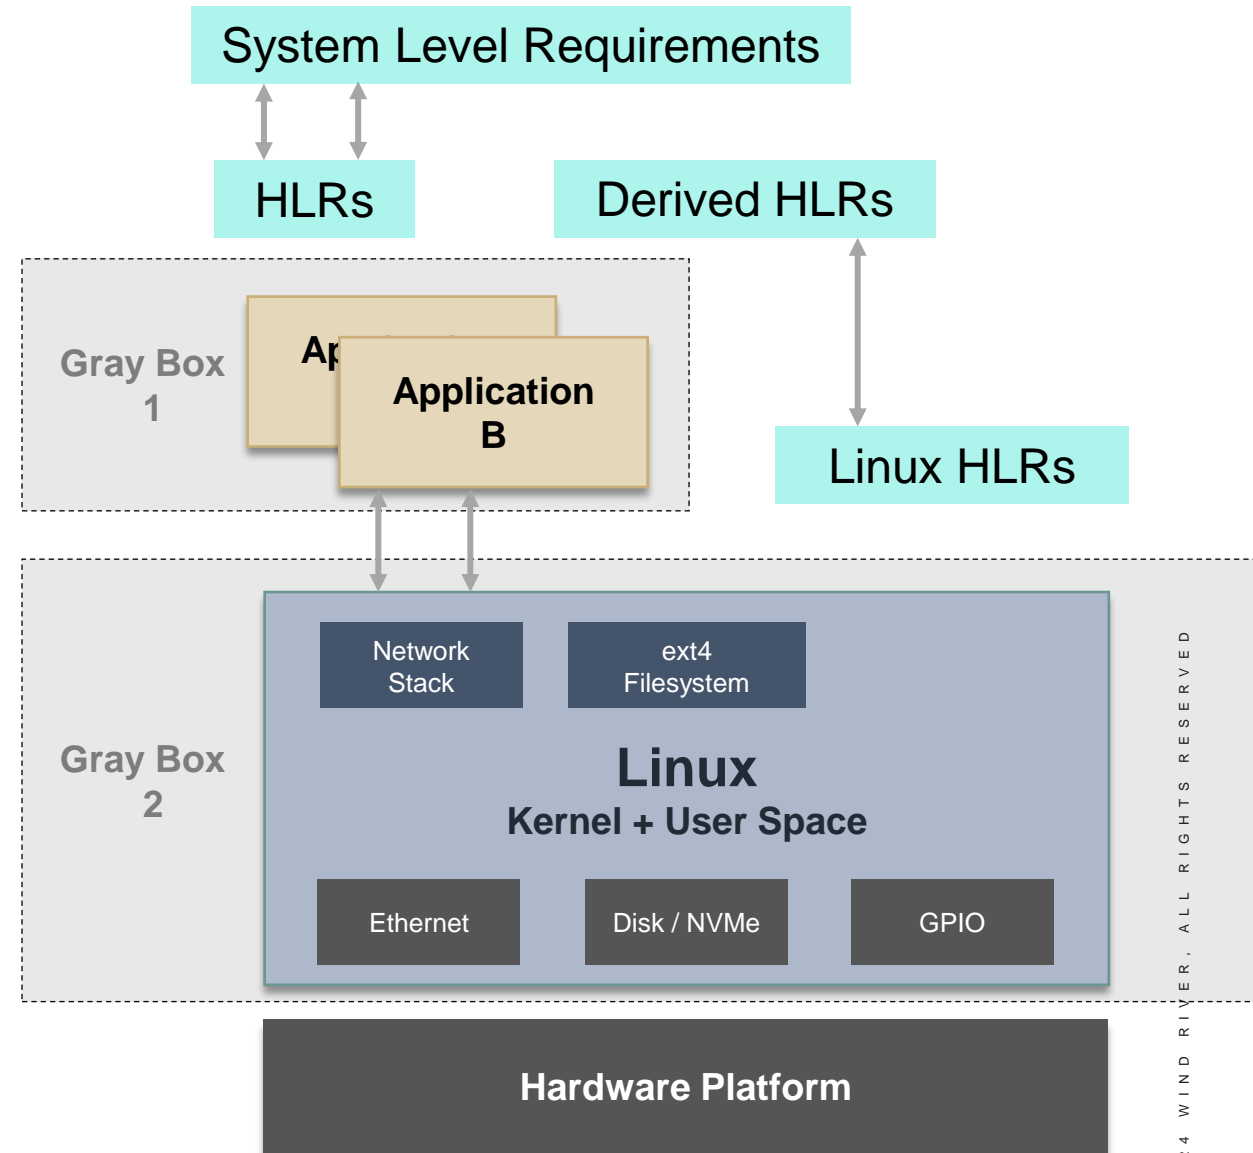 System Level Requirements
HLRs
Derived HLRs
Gray Box
1
Application
B
Linux HLRs
Gray Box
2
Network
Stack
ext4
Filesystem
Linux
Kernel + User Space
Ethernet
Disk / NVMe
GPIO
Hardware Platform
24 WIND RIVER, ALL RIGHTS RESERVED